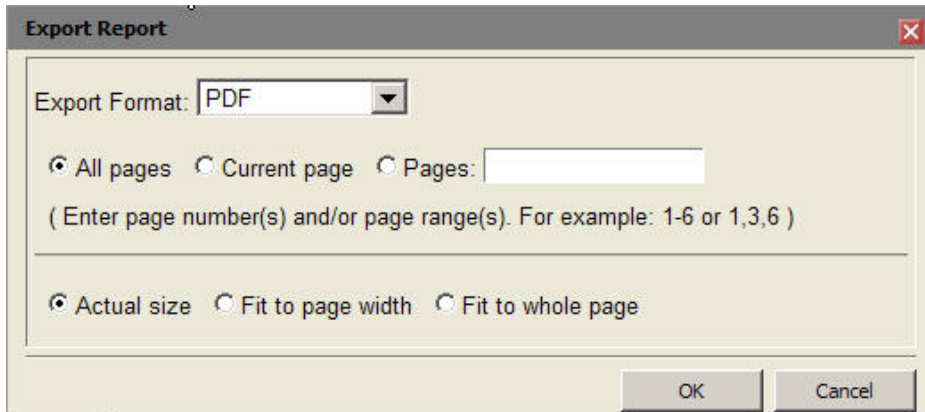 Export Report
Export Format: PDF
All pages Current page Pages:
( Enter page number(s) and/or page range(s). For example: 1-6 or 1,3,6 )
Actual size Fit to page width Fit to whole page
OK Cancel